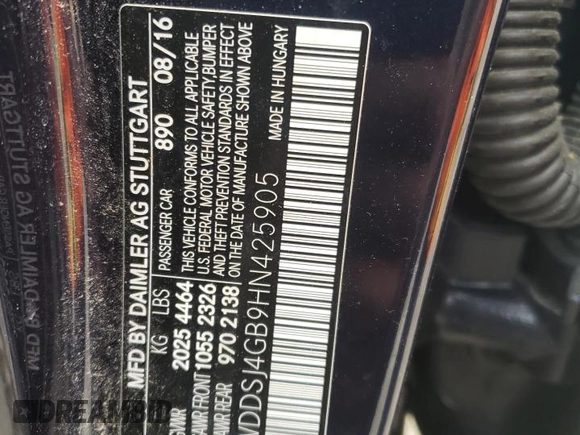 MFD BY DAIMLER AG STUTTGART
KG LBS PASSENGER CAR 890 08/16
GVWR 2025 4464 THIS VEHICLE CONFORMS TO ALL APPLICABLE
GAWR FRONT 1055 2326 U.S. FEDERAL MOTOR VEHICLE SAFETY, BUMPER
GAWR REAR 970 2138 AND THEFT PREVENTION STANDARDS IN EFFECT
ON THE DATE OF MANUFACTURE SHOWN ABOVE
MADE IN HUNGARY
WDDSJ4GB9HN425905
DREAMBID